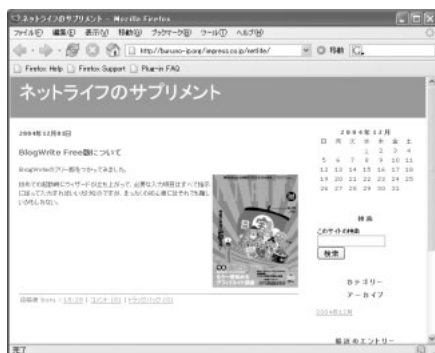 ネットライフのサプリメント - Mozilla Firefox
ファイル(F) 編集(E) 表示(V) 移動(G) ブックマーク(B) ツール(T) ヘルプ(H)
移動
Firefox Help Firefox Support Plug-in FAQ
ネットライフのサプリメント
2004年12月03日
BlogWrite Free版について
BlogWriteのフリー版をつかってみました。
2004年12月
日 月 火 水 木 金 土
1 2 3 4
5 6 7 8 9 10 11
12 13 14 15 16 17 18
19 20 21 22 23 24 25
26 27 28 29 30 31
検索
このサイトの検索
検索
カテゴリー
アーカイブ
2004年12月
最近のエントリー
完了